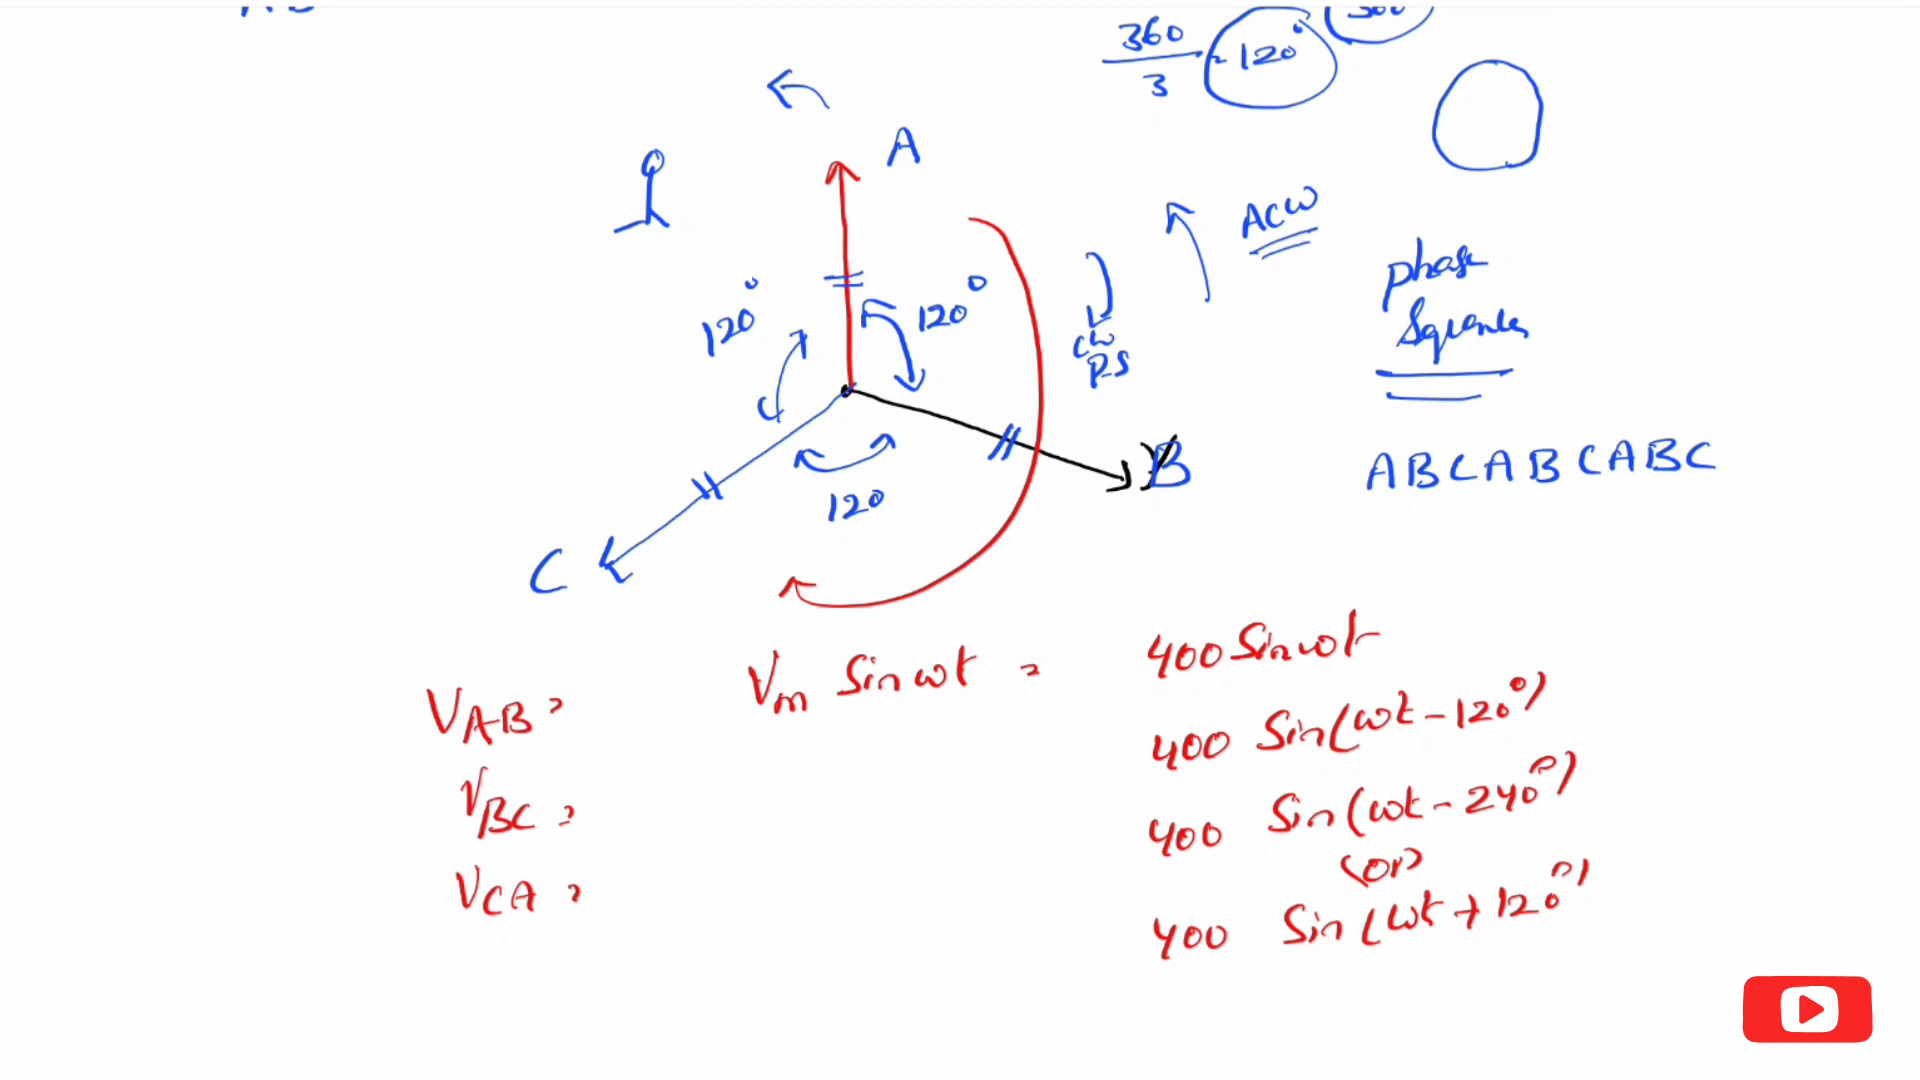 360
3
= 120°
A
ACW
phase
120°
120°
CW
PS
B
ABCABCABC
120
C
Vm Sin ωt =
400 Sin ωt
VAB =
400 Sin(ωt - 120°)
VBC =
400 Sin(ωt - 240°)
(or)
VCA =
400 Sin(ωt + 120°)